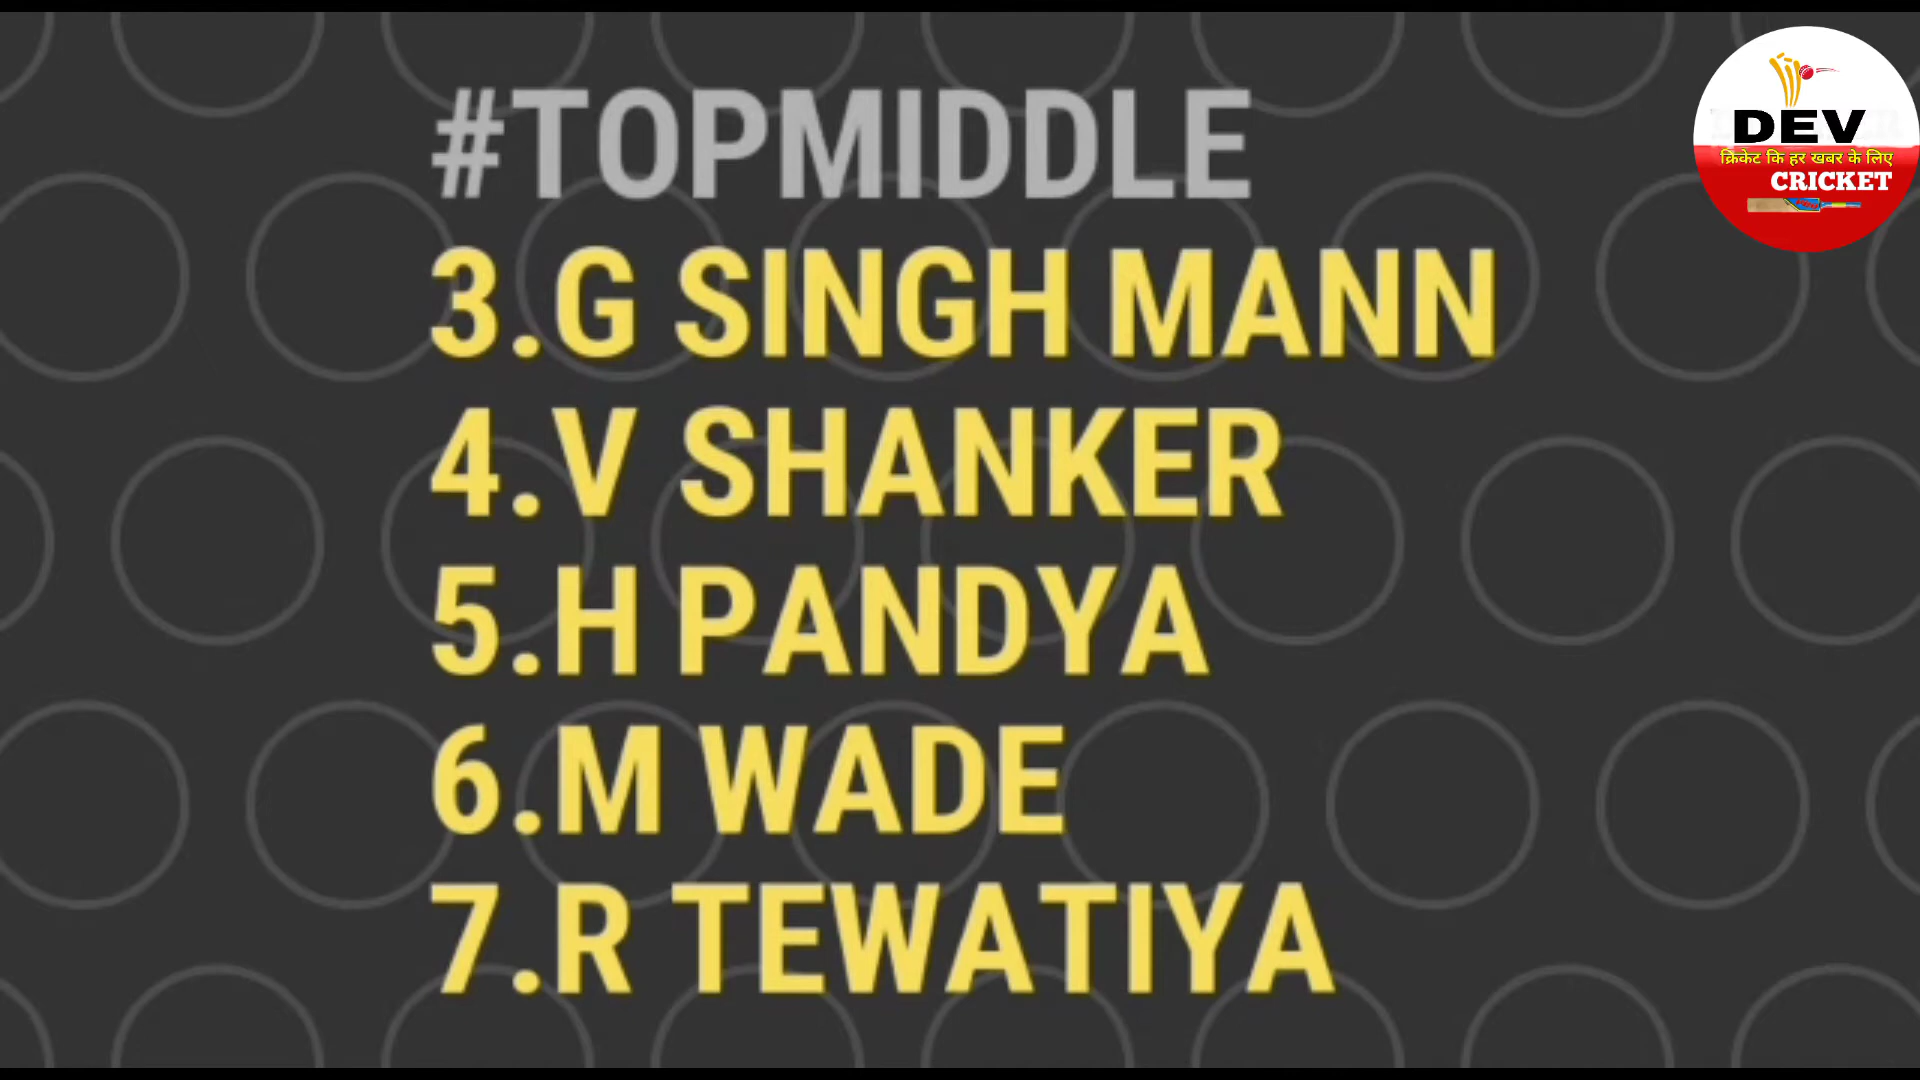 #TOPMIDDLE
3.G SINGH MANN
4.V SHANKER
5.H PANDYA
6.M WADE
7.R TEWATIYA
DEV
क्रिकेट कि हर खबर के लिए
CRICKET